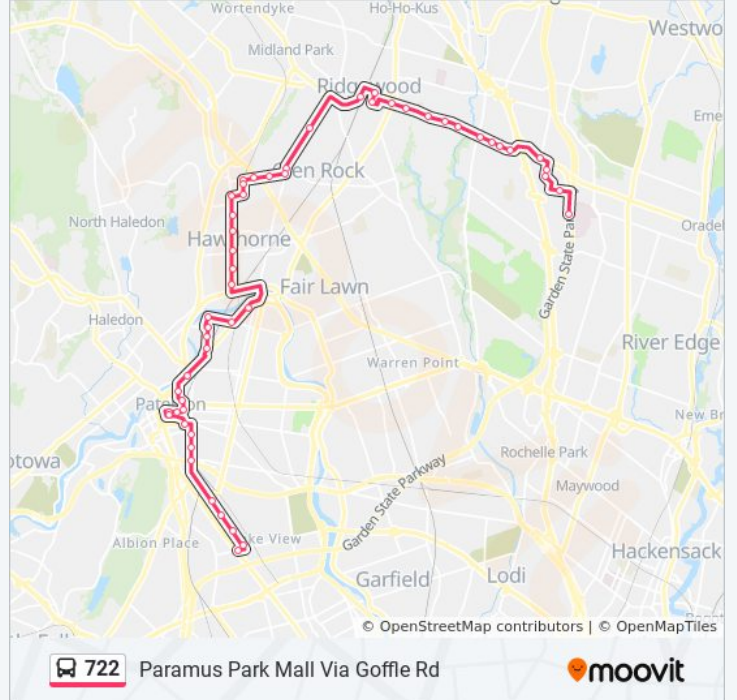 Wortendyke
Ho-Ho-Kus
Westwo
Midland Park
Ridgewood
Eme
Glen Rock
North Haledon
Oradel
Hawthorne
Garden State Pa
Fair Lawn
Haledon
River Edge
Warren Point
Paterson
New Br
Rochelle Park
otowa
Garden State Parkway
Maywood
Albion Place
ke View
Hackensack
Garfield
Lodi
© OpenStreetMap contributors | © OpenMapTiles
722 Paramus Park Mall Via Goffle Rd
moovit